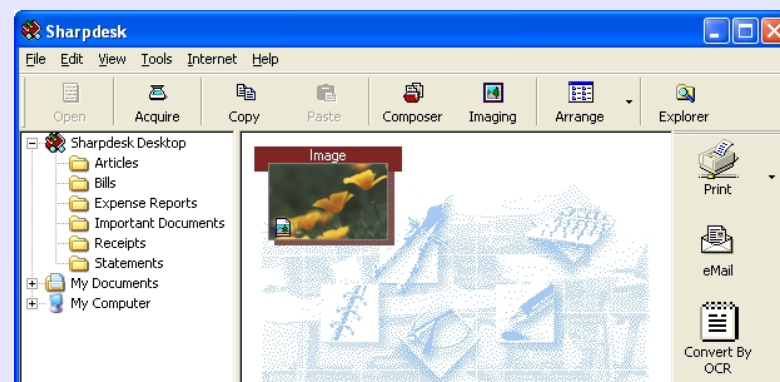 Sharpdesk
File Edit View Tools Internet Help
Open Acquire Copy Paste Composer Imaging Arrange Explorer
Sharpdesk Desktop
Articles
Bills
Expense Reports
Important Documents
Receipts
Statements
My Documents
My Computer
Image
Print
eMail
Convert By
OCR